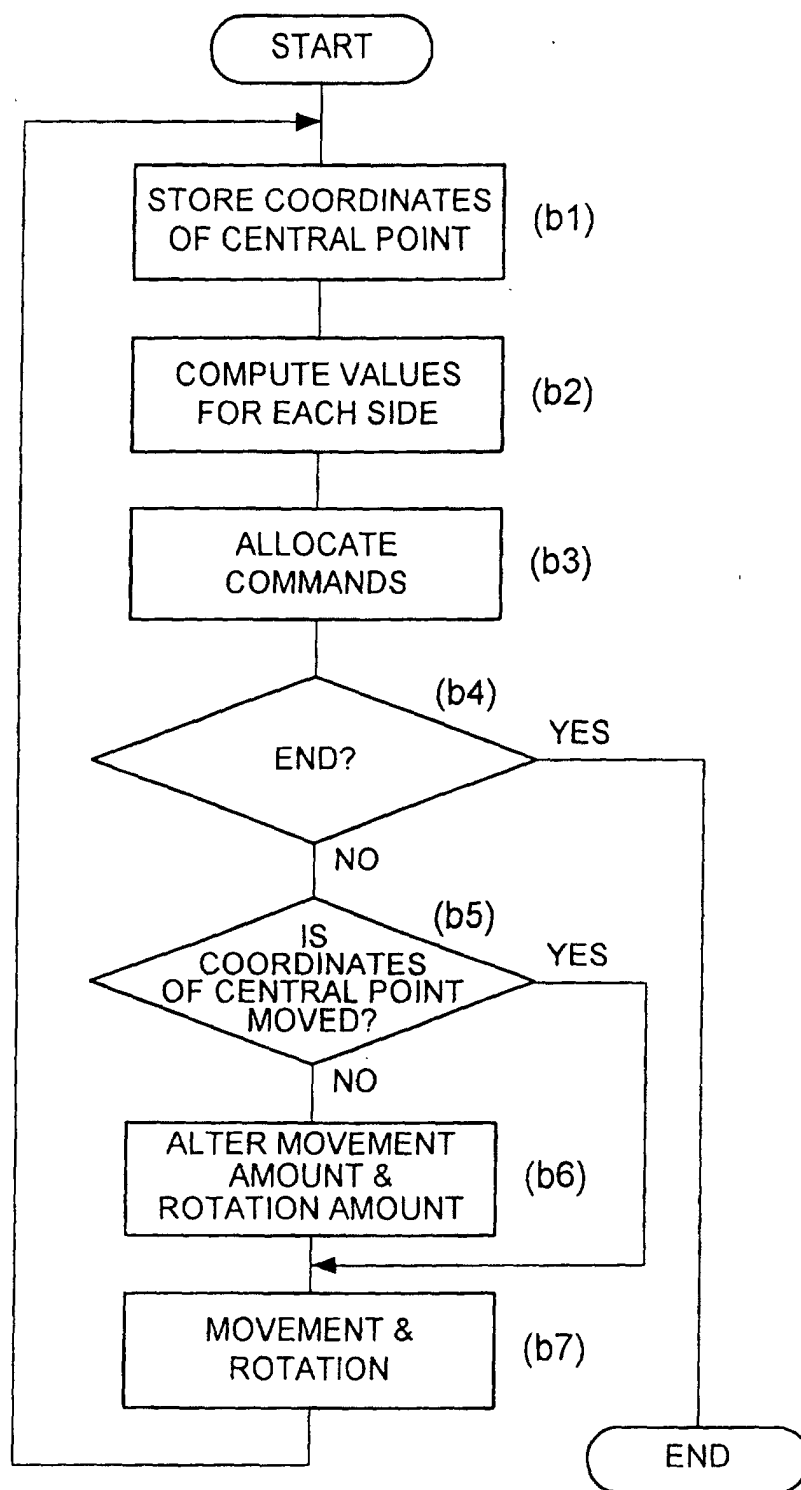 START
STORE COORDINATES
OF CENTRAL POINT
(b1)
COMPUTE VALUES
FOR EACH SIDE
(b2)
ALLOCATE
COMMANDS
(b3)
(b4)
END?
YES
NO
(b5)
IS
COORDINATES
OF CENTRAL POINT
MOVED?
YES
NO
ALTER MOVEMENT
AMOUNT &
ROTATION AMOUNT
(b6)
MOVEMENT &
ROTATION
(b7)
END